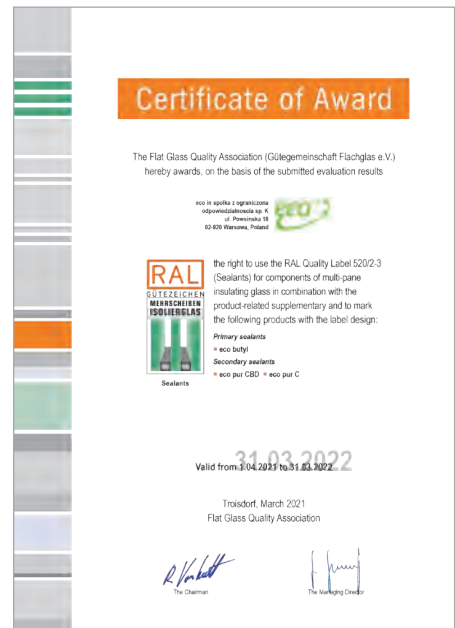 Certificate of Award
The Flat Glass Quality Association (Gütegemeinschaft Flachglas e.V.)
hereby awards, on the basis of the submitted evaluation results
eco in spolka z ograniczona
odpowiedzialnoscia sp. K
ul. Powsinska 18
02-920 Warsawa, Poland
eco
RAL
GÜTEZEICHEN
MEHRSCHEIBEN
ISOLIERGLAS
Sealants
the right to use the RAL Quality Label 520/2-3
(Sealants) for components of multi-pane
insulating glass in combination with the
product-related supplementary and to mark
the following products with the label design:
Primary sealants
eco butyl
Secondary sealants
eco pur CBD eco pur C
31.03.2022
Valid from 1.04.2021 to 31.03.2022
Troisdorf, March 2021
Flat Glass Quality Association
The Chairman
The Managing Director